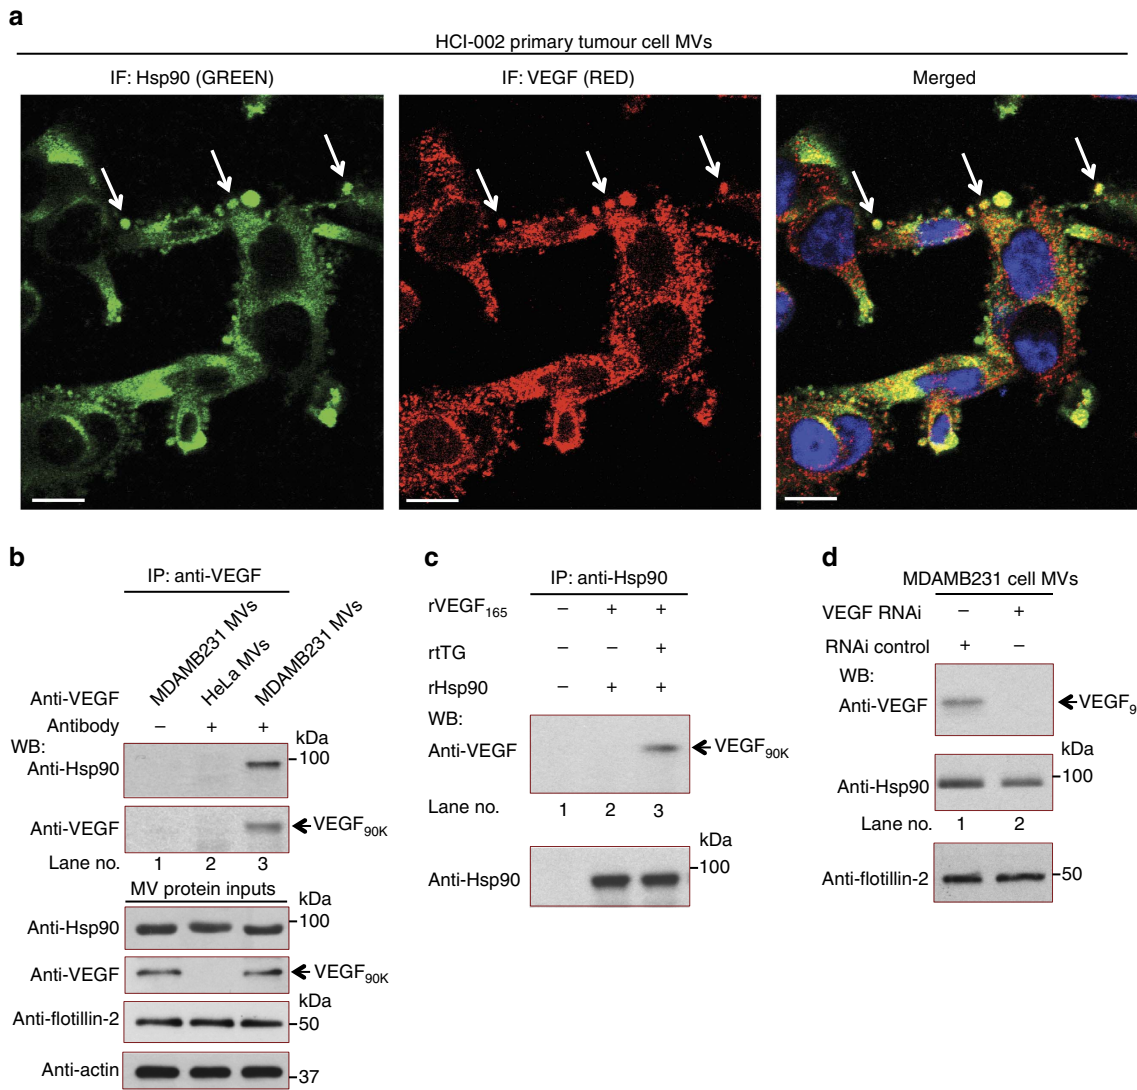 a
HCI-002 primary tumour cell MVs
IF: Hsp90 (GREEN) IF: VEGF (RED) Merged
b
IP: anti-VEGF
MDAMB231 MVs HeLa MVs MDAMB231 MVs
Anti-VEGF
Antibody – + +
WB:
kDa
Anti-Hsp90 100
Anti-VEGF VEGF90K
Lane no. 1 2 3
MV protein inputs
kDa
Anti-Hsp90 100
Anti-VEGF VEGF90K
kDa
Anti-flotillin-2 50
Anti-actin 37
c
IP: anti-Hsp90
rVEGF165 – + +
rtTG – – +
rHsp90 – + +
WB:
Anti-VEGF VEGF90K
Lane no. 1 2 3
kDa
Anti-Hsp90 100
d
MDAMB231 cell MVs
VEGF RNAi – +
RNAi control + –
WB:
Anti-VEGF VEGF9
kDa
Anti-Hsp90 100
Lane no. 1 2
Anti-flotillin-2 50